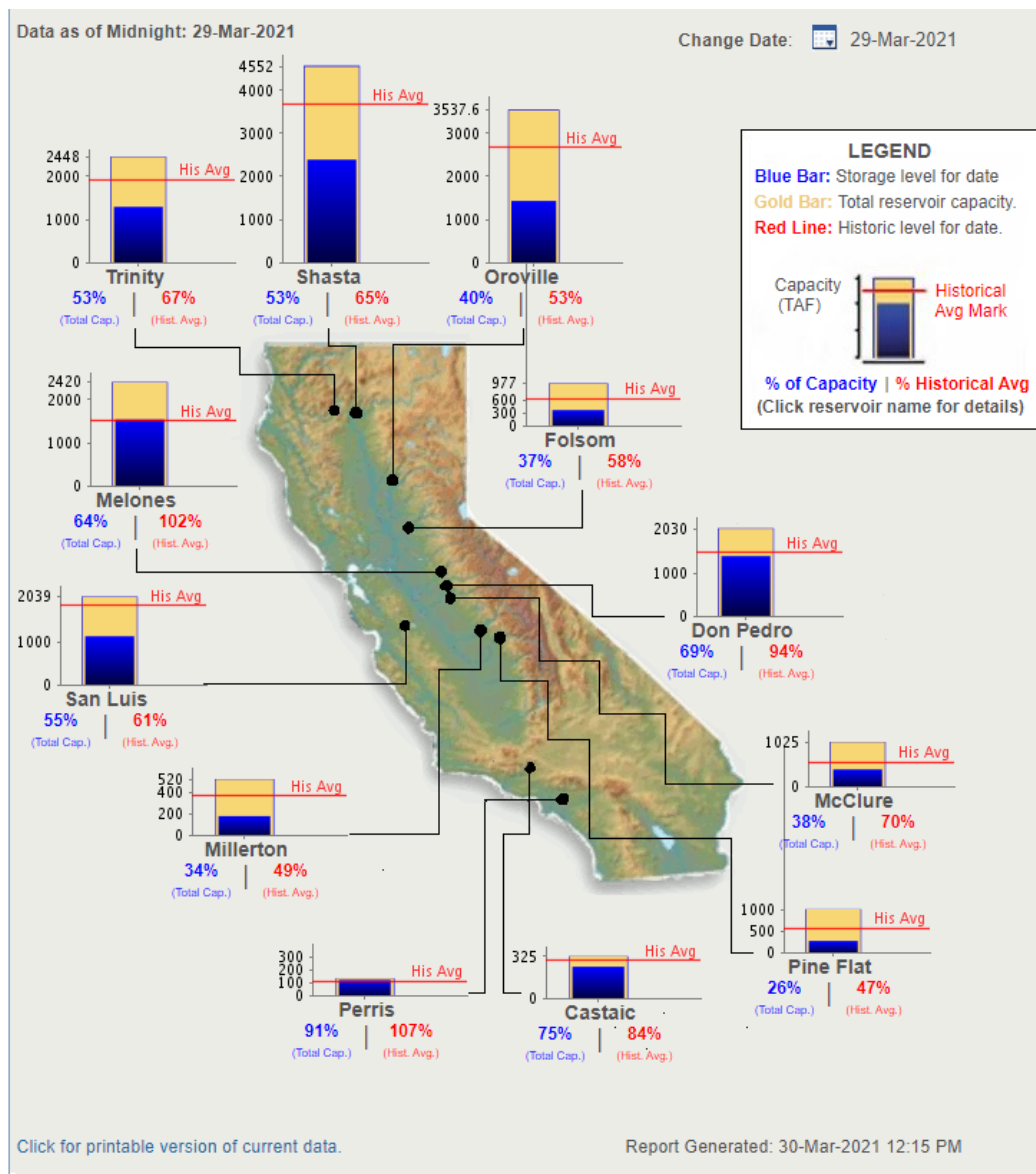 Data as of Midnight: 29-Mar-2021
Change Date: 29-Mar-2021
4552
4000
3000
2000
1000
0
His Avg
Shasta
53% | 65%
(Total Cap.) (Hist. Avg.)
3537.6
3000
2000
1000
0
His Avg
Oroville
40% | 53%
(Total Cap.) (Hist. Avg.)
2448
2000
1000
0
His Avg
Trinity
53% | 67%
(Total Cap.) (Hist. Avg.)
LEGEND
Blue Bar: Storage level for date
Gold Bar: Total reservoir capacity.
Red Line: Historic level for date.
Capacity
(TAF)
Historical
Avg Mark
% of Capacity | % Historical Avg
(Click reservoir name for details)
2420
2000
1000
0
His Avg
Melones
64% | 102%
(Total Cap.) (Hist. Avg.)
977
600
300
0
His Avg
Folsom
37% | 58%
(Total Cap.) (Hist. Avg.)
2030
1000
0
His Avg
Don Pedro
69% | 94%
(Total Cap.) (Hist. Avg.)
2039
1000
0
His Avg
San Luis
55% | 61%
(Total Cap.) (Hist. Avg.)
1025
0
His Avg
McClure
38% | 70%
(Total Cap.) (Hist. Avg.)
520
400
200
0
His Avg
Millerton
34% | 49%
(Total Cap.) (Hist. Avg.)
1000
500
0
His Avg
Pine Flat
26% | 47%
(Total Cap.) (Hist. Avg.)
300
200
100
0
His Avg
Perris
91% | 107%
(Total Cap.) (Hist. Avg.)
325
0
His Avg
Castaic
75% | 84%
(Total Cap.) (Hist. Avg.)
Click for printable version of current data.
Report Generated: 30-Mar-2021 12:15 PM